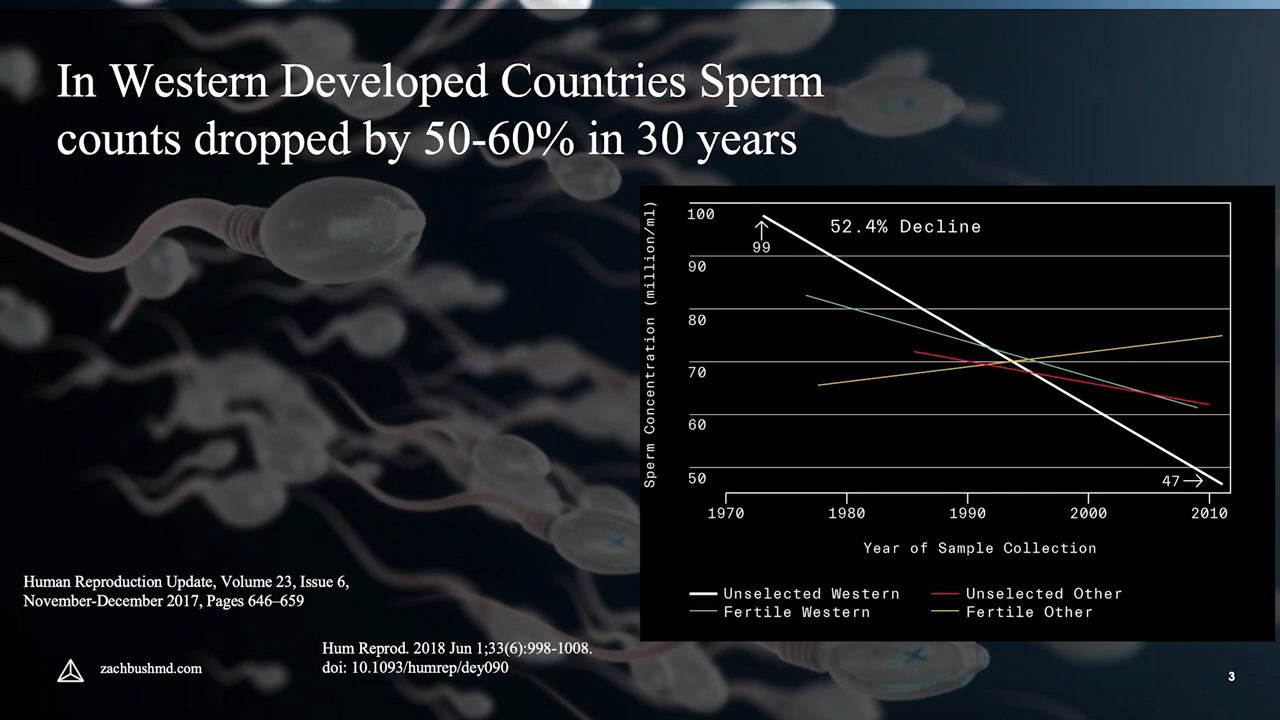 In Western Developed Countries Sperm
counts dropped by 50-60% in 30 years
Sperm Concentration (million/ml)
100
90
80
70
60
50
99
52.4% Decline
47
1970 1980 1990 2000 2010
Year of Sample Collection
Unselected Western Unselected Other
Fertile Western Fertile Other
Human Reproduction Update, Volume 23, Issue 6,
November-December 2017, Pages 646–659
Hum Reprod. 2018 Jun 1;33(6):998-1008.
doi: 10.1093/humrep/dey090
zachbushmd.com
3